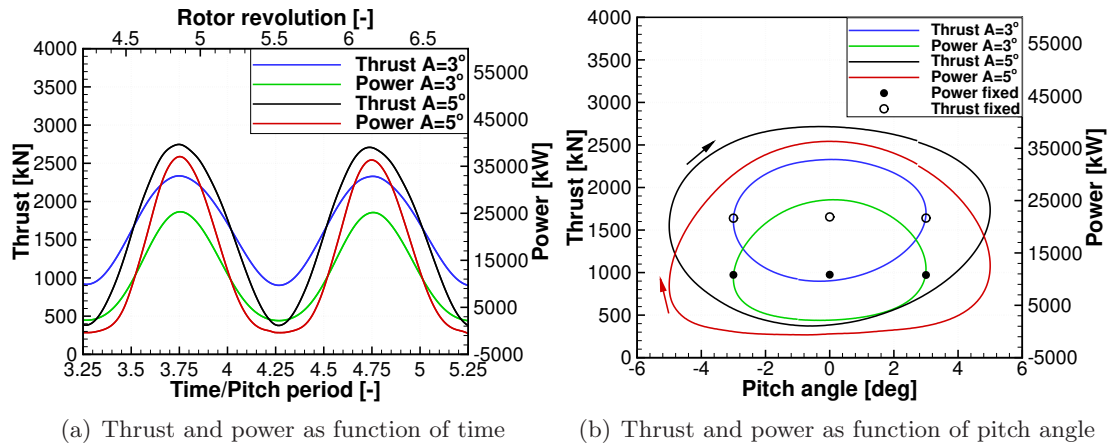 Rotor revolution [-]
4.5 5 5.5 6 6.5
Thrust A=3°
Power A=3°
Thrust A=5°
Power A=5°
Thrust [kN]
4000
3500
3000
2500
2000
1500
1000
500
0
55000
45000
35000
25000
15000
5000
-5000
Power [kW]
3.25 3.5 3.75 4 4.25 4.5 4.75 5 5.25
Time/Pitch period [-]
(a) Thrust and power as function of time
Thrust A=3°
Power A=3°
Thrust A=5°
Power A=5°
Power fixed
Thrust fixed
Thrust [kN]
4000
3500
3000
2500
2000
1500
1000
500
0
55000
45000
35000
25000
15000
5000
-5000
Power [kW]
-6 -4 -2 0 2 4 6
Pitch angle [deg]
(b) Thrust and power as function of pitch angle